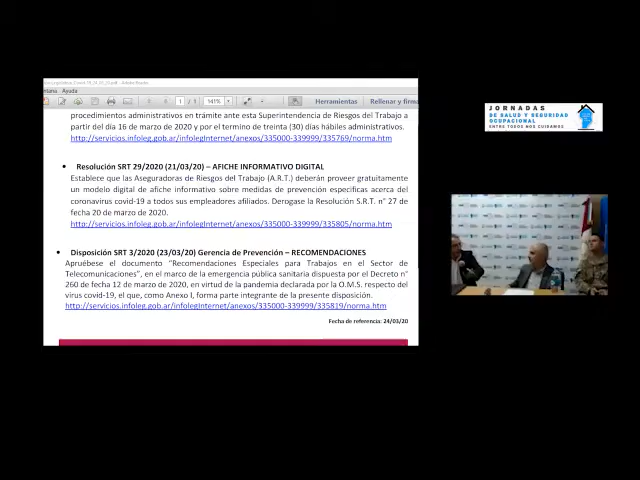 Ayuda
1 / 1
141%
Herramientas
Rellenar y firma
procedimientos administrativos en trámite ante esta Superintendencia de Riesgos del Trabajo a
partir del día 16 de marzo de 2020 y por el termino de treinta (30) días hábiles administrativos.
http://servicios.infoleg.gob.ar/infolegInternet/anexos/335000-339999/335769/norma.htm
• Resolución SRT 29/2020 (21/03/20) – AFICHE INFORMATIVO DIGITAL
Establece que las Aseguradoras de Riesgos del Trabajo (A.R.T.) deberán proveer gratuitamente
un modelo digital de afiche informativo sobre medidas de prevención específicas acerca del
coronavirus covid-19 a todos sus empleadores afiliados. Derogase la Resolución S.R.T. n° 27 de
fecha 20 de marzo de 2020.
http://servicios.infoleg.gob.ar/infolegInternet/anexos/335000-339999/335805/norma.htm
• Disposición SRT 3/2020 (23/03/20) Gerencia de Prevención – RECOMENDACIONES
Apruébese el documento "Recomendaciones Especiales para Trabajos en el Sector de
Telecomunicaciones", en el marco de la emergencia pública sanitaria dispuesta por el Decreto n°
260 de fecha 12 de marzo de 2020, en virtud de la pandemia declarada por la O.M.S. respecto del
virus covid-19, el que, como Anexo I, forma parte integrante de la presente disposición.
http://servicios.infoleg.gob.ar/infolegInternet/anexos/335000-339999/335819/norma.htm
Fecha de referencia: 24/03/20
JORNADAS
DE SALUD Y SEGURIDAD
OCUPACIONAL
ENTRE TODOS NOS CUIDAMOS